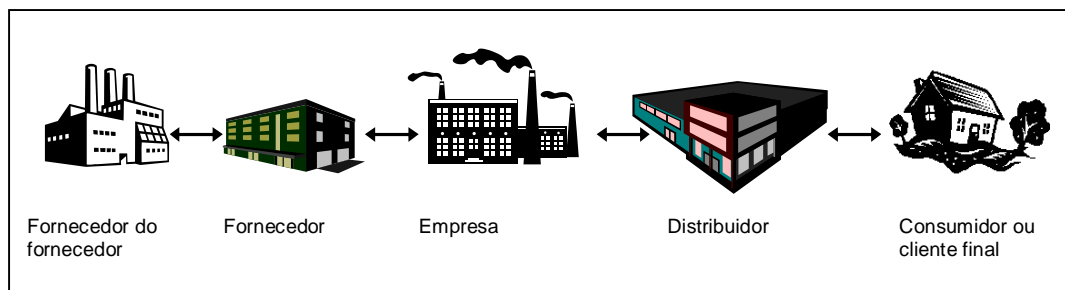 Fornecedor do
fornecedor
Fornecedor
Empresa
Distribuidor
Consumidor ou
cliente final